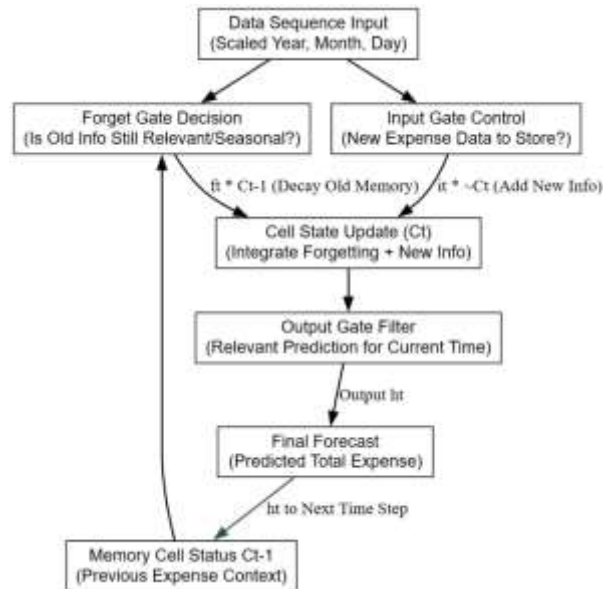 Data Sequence Input
(Scaled Year, Month, Day)
Forget Gate Decision
(Is Old Info Still Relevant/Seasonal?)
Input Gate Control
(New Expense Data to Store?)
ft * Ct-1 (Decay Old Memory)
it * ~Ct (Add New Info)
Cell State Update (Ct)
(Integrate Forgetting + New Info)
Output Gate Filter
(Relevant Prediction for Current Time)
Output ht
Final Forecast
(Predicted Total Expense)
ht to Next Time Step
Memory Cell Status Ct-1
(Previous Expense Context)